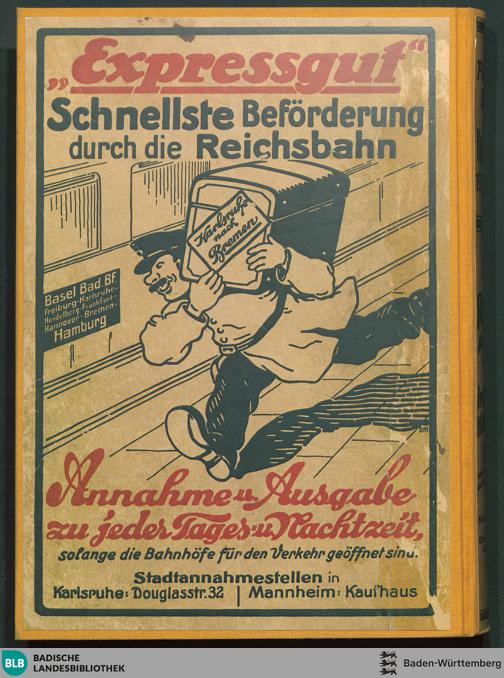 „Expressgut“
Schnellste Beförderung
durch die Reichsbahn
Karlsruhe
nach
Bremen
Basel Bad.Bf
Freiburg-Karlsruhe-
Heidelberg-Frankfurt-
Hannover-Bremen-
Hamburg
Annahme u. Ausgabe
zu jeder Tages-u. Nachtzeit,
solange die Bahnhöfe für den Verkehr geöffnet sind.
Stadtannahmestellen in
Karlsruhe: Douglasstr. 32 | Mannheim: Kaufhaus
BLB BADISCHE
LANDESBIBLIOTHEK
Baden-Württemberg